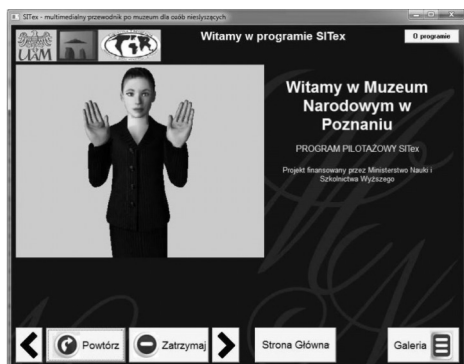 SITex - multimedialny przewodnik po muzeum dla osób niesłyszących
Witamy w programie SITex
O programie
UAM
Witamy w Muzeum
Narodowym w
Poznaniu
PROGRAM PILOTAŻOWY SITex
Projekt finansowany przez Ministerstwo Nauki i
Szkolnictwa Wyższego
Powtórz
Zatrzymaj
Strona Główna
Galeria